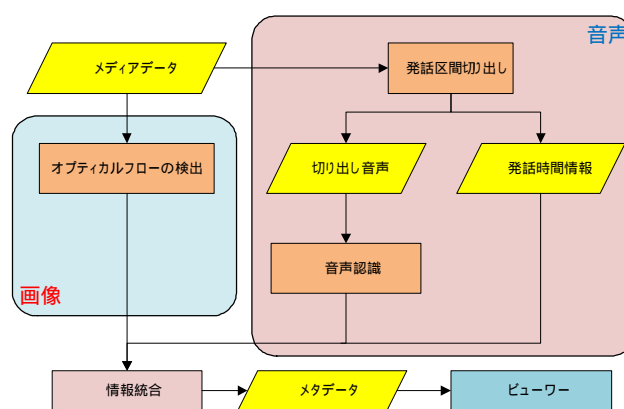 音声
メディアデータ
発話区間切り出し
オプティカルフローの検出
切り出し音声
発話時間情報
音声認識
画像
情報統合
メタデータ
ビューワー